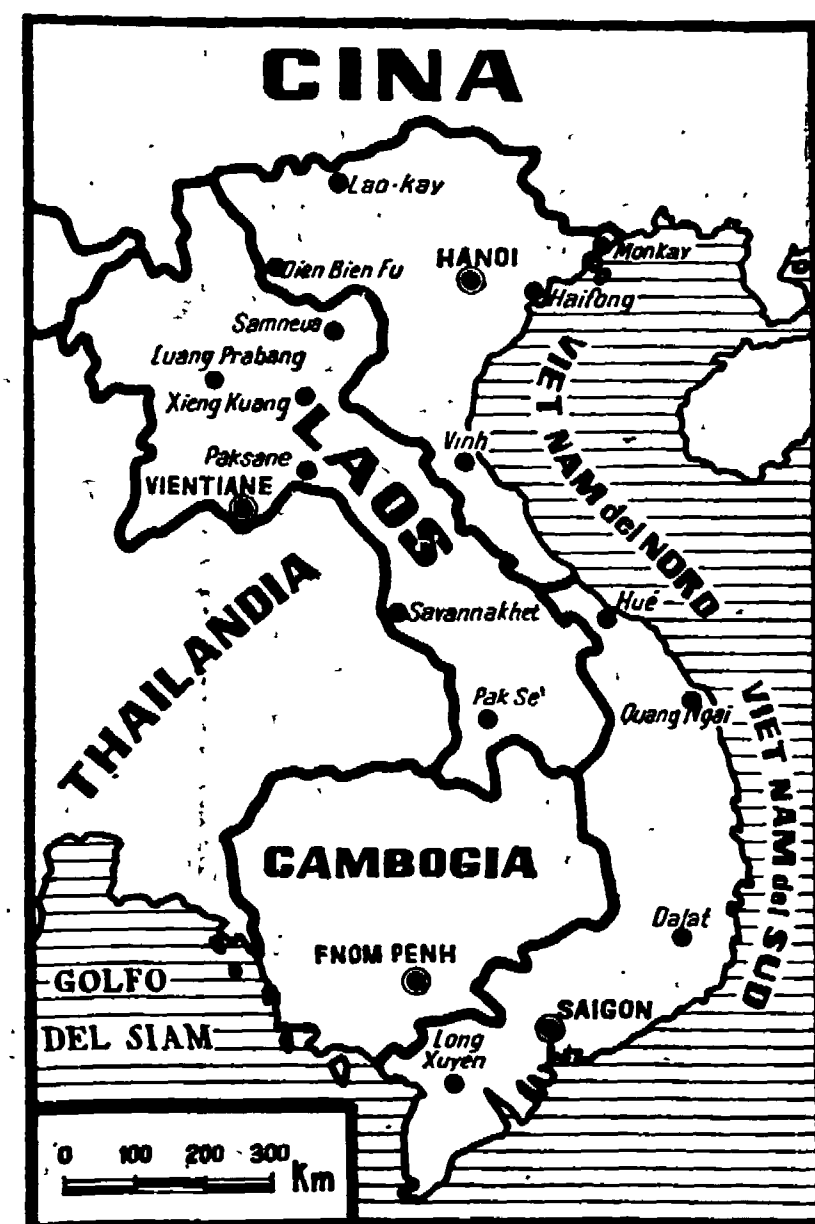 CINA
Lao-kay
Dien Bien Fu
HANOI
Monkay
Haifong
Samneua
Luang Prabang
Xieng Kuang
LAOS
VIET NAM del NORD
Vinh
Paksane
VIENTIANE
THAILANDIA
Savannakhet
Hué
Pak Se'
Quang Ngai
VIET NAM del SUD
CAMBOGIA
Dalat
FNOM PENH
GOLFO
DEL SIAM
SAIGON
Long
Xuyen
0 100 200 300 Km